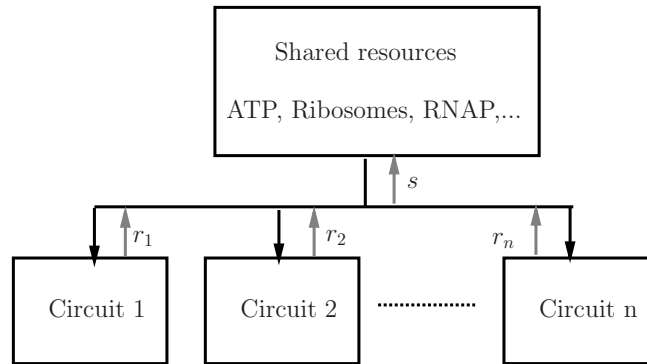 Shared resources
ATP, Ribosomes, RNAP,...
s
r₁
r₂
rₙ
Circuit 1
Circuit 2
Circuit n